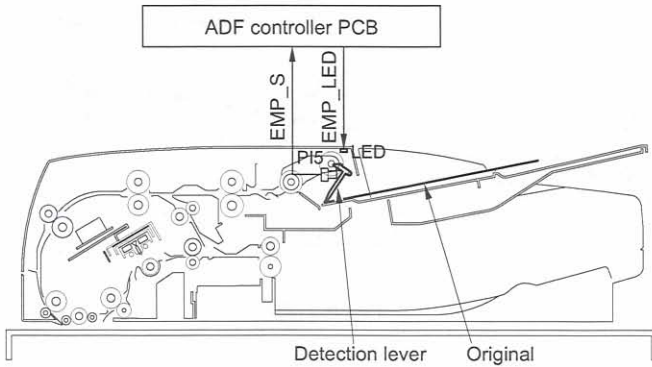 ADF controller PCB
EMP_S
EMP_LED
PI5
LED
Detection lever
Original